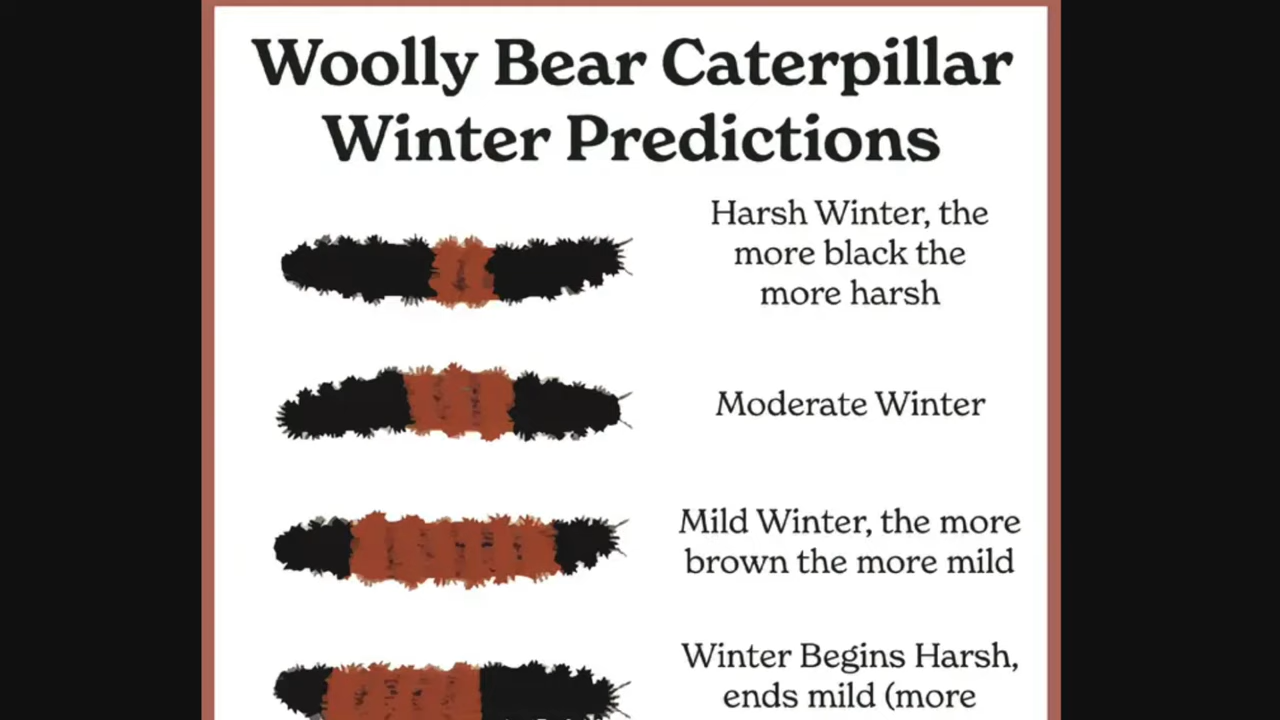 Woolly Bear Caterpillar
Winter Predictions
Harsh Winter, the
more black the
more harsh
Moderate Winter
Mild Winter, the more
brown the more mild
Winter Begins Harsh,
ends mild (more